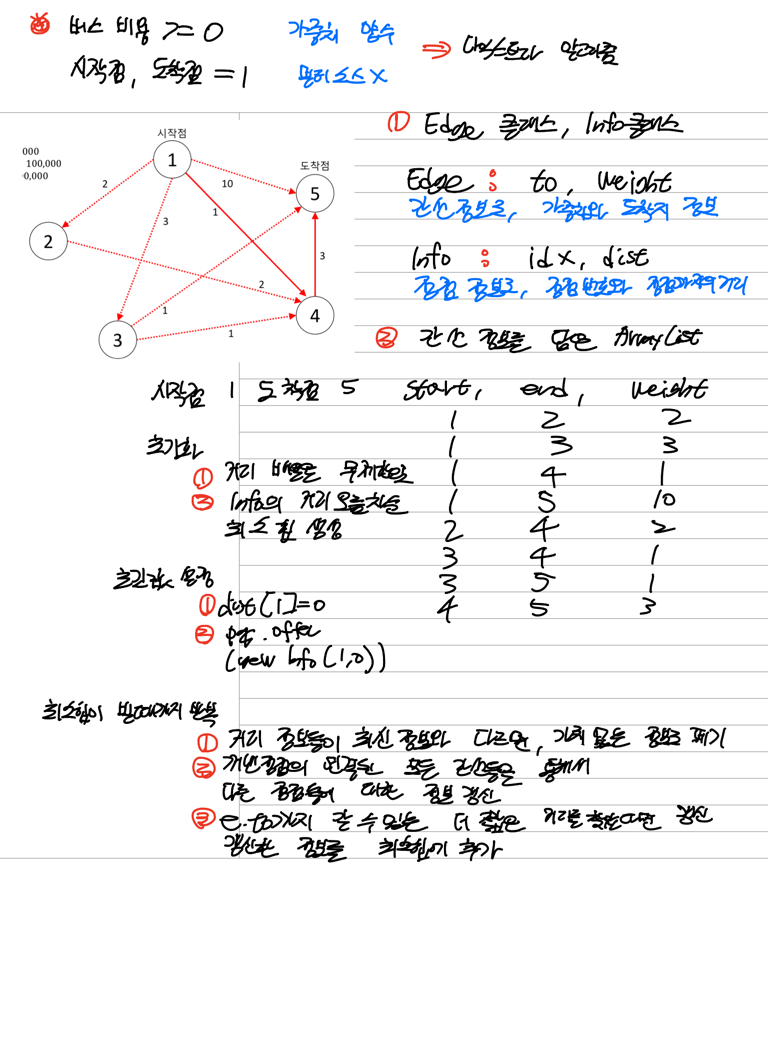 버스 비용 >= 0 가중치 양수 ⇒ 다익스트라 알고리즘
시작점, 도착점 = 1 멀티소스 X
① Edge 클래스, Info클래스
Edge : to, weight
간선정보로, 가중치와 도착지 정보
Info : idx, dist
정점 정보로, 정점번호와 정점까지의 거리
② 간선 정보를 담은 ArrayList
000
100,000
0,000
시작점
1
도착점
5
2
10
1
3
2
3
2
4
1
1
3
시작점 1 도착점 5 start, end, weight
1 2 2
초기화 1 3 3
① 거리 배열은 무제한으로 1 4 1
③ Info의 거리 오름차순 1 5 10
최소 힙 생성 2 4 2
3 4 1
초기값 설정 3 5 1
① dist[1]=0 4 5 3
② pq.offer
(new Info(1,0))
최소힙이 빌때까지 반복
① 거리 정보들이 최신 정보와 다르면, 가치 없는 정보로 폐기
② 개선정점의 연결된 모든 간선들을 통해서
다른 정점들에 대한 정보 갱신
③ e.to까지 갈 수 있는 더 짧은 거리를 찾는다면 갱신
갱신한 정보를 최소힙에 추가